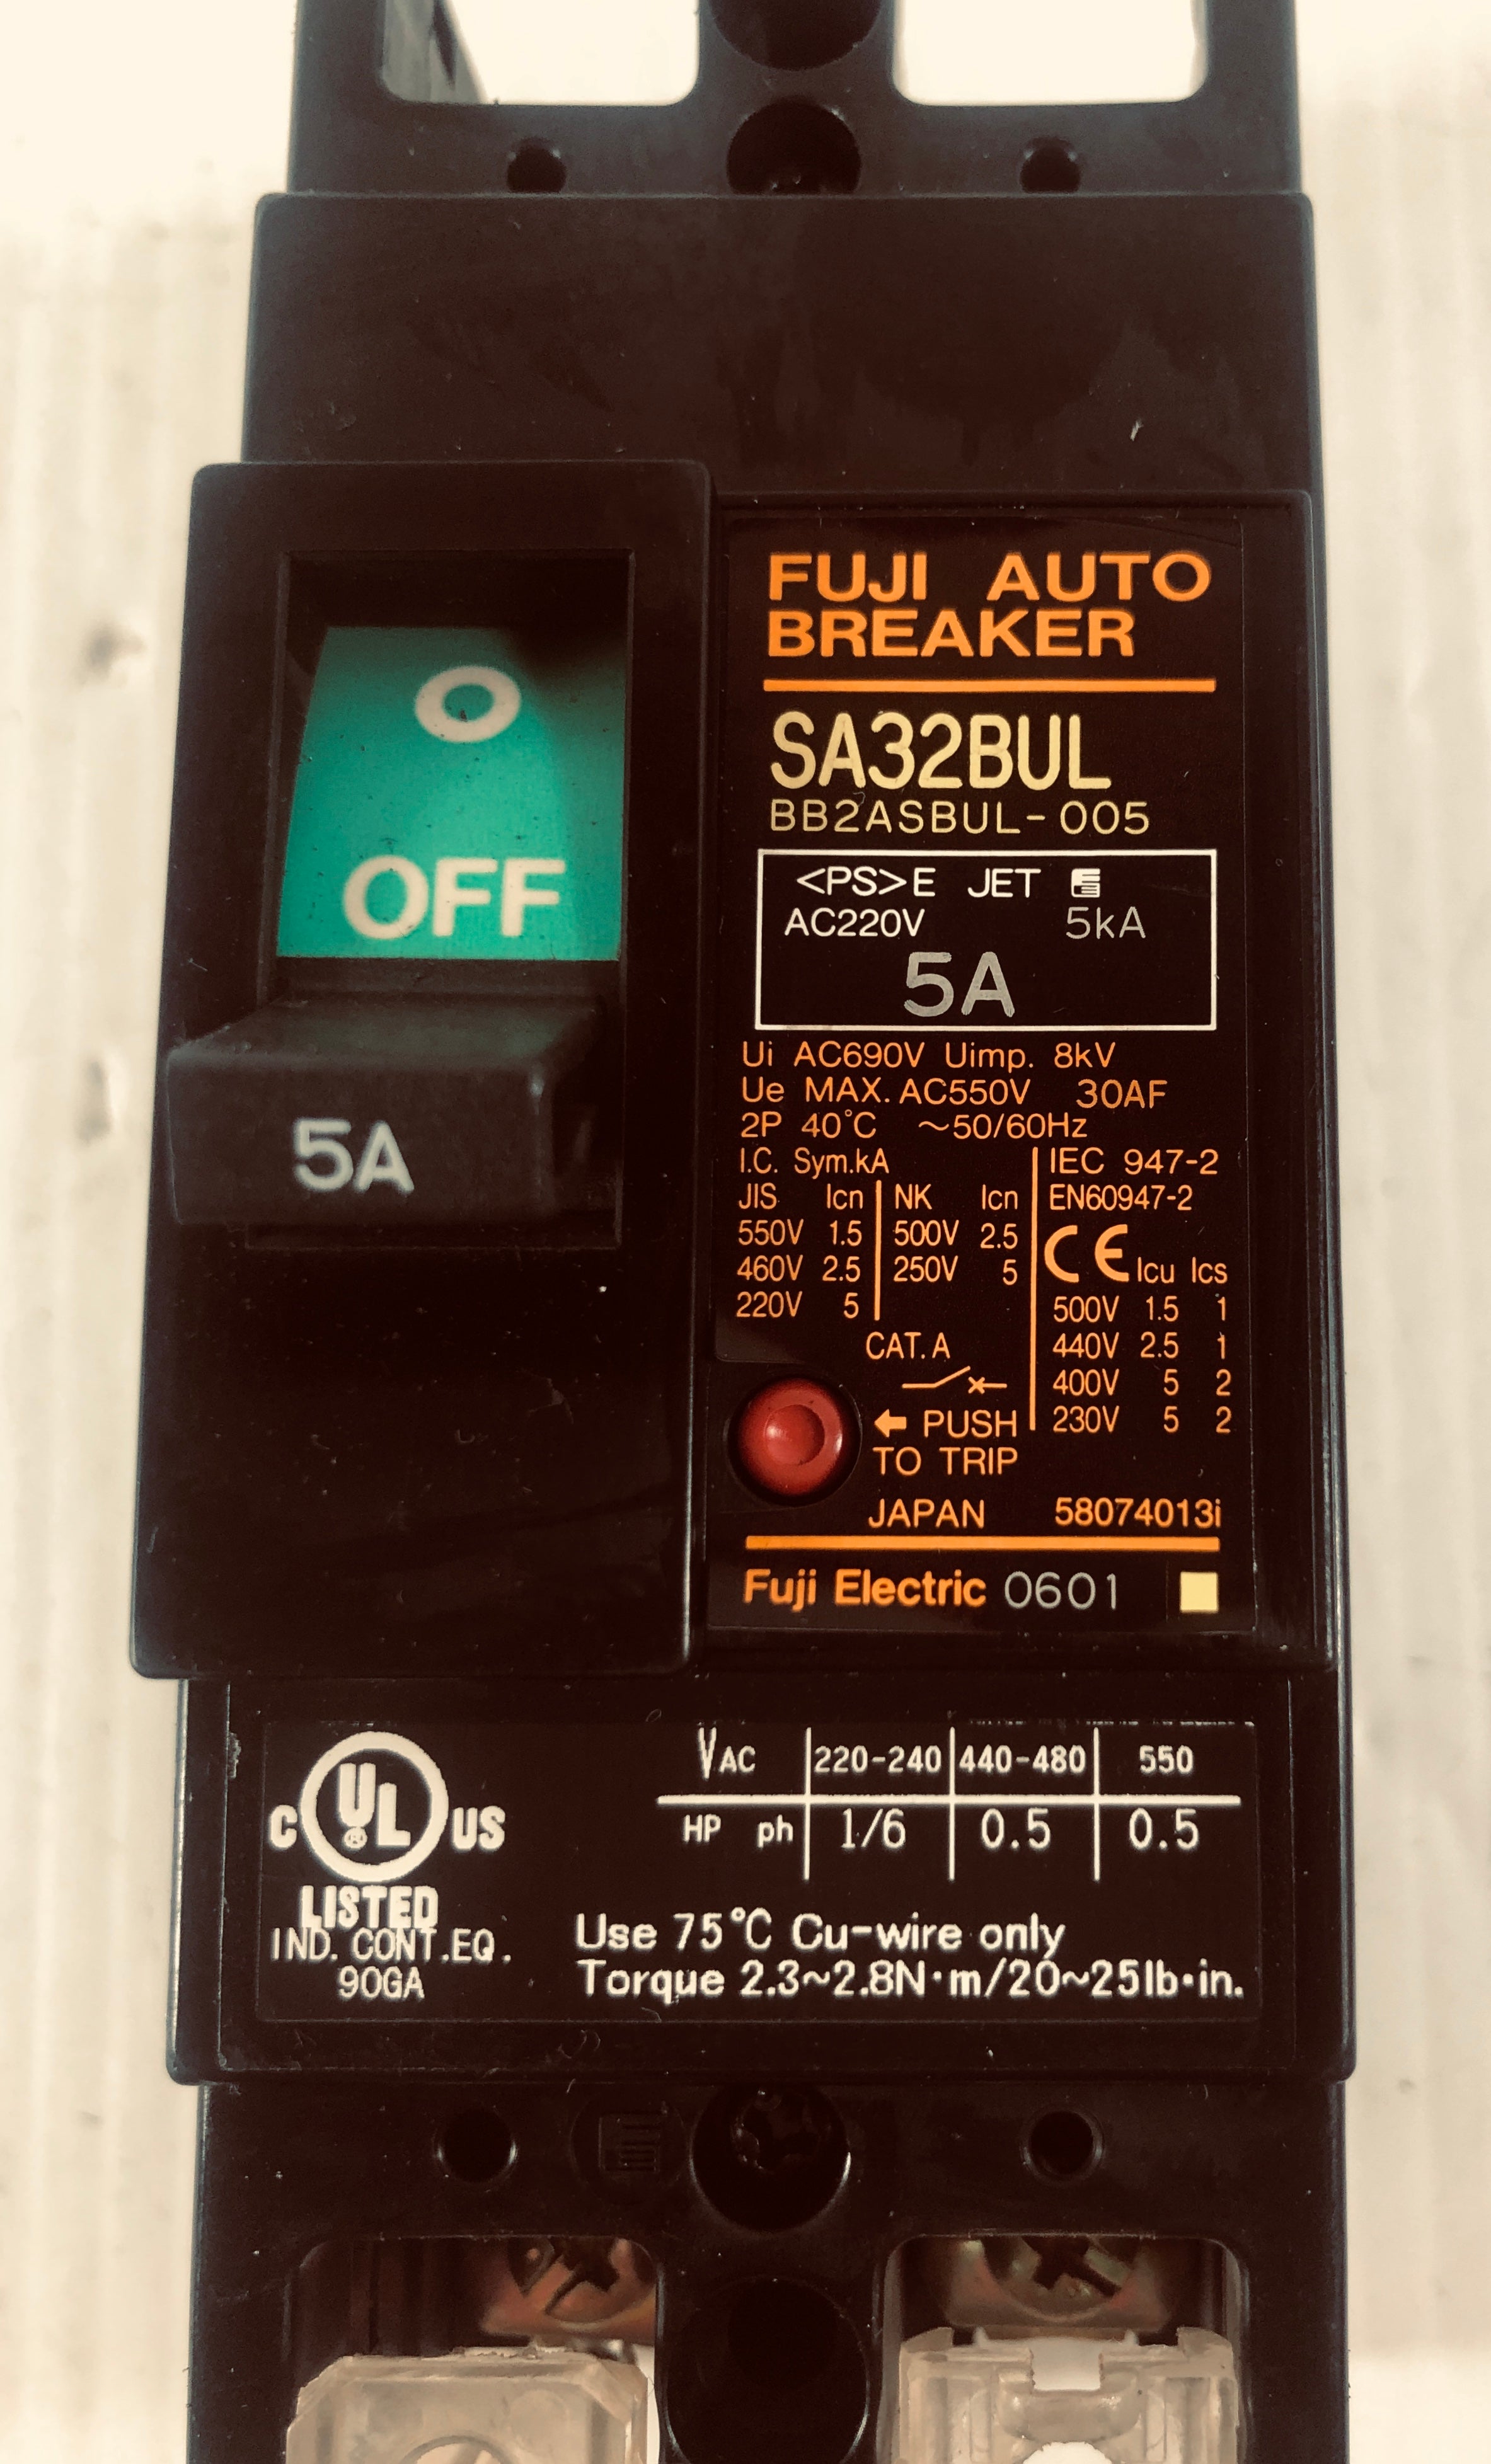 O
OFF
5A
FUJI AUTO
BREAKER
SA32BUL
BB2ASBUL-005
<PS>E JET
AC220V 5kA
5A
Ui AC690V Uimp. 8kV
Ue MAX. AC550V 30AF
2P 40°C ~50/60Hz
I.C. Sym.kA
JIS Icn
550V 1.5
460V 2.5
220V 5
NK Icn
500V 2.5
250V 5
IEC 947-2
EN60947-2
CE Icu Ics
500V 1.5 1
440V 2.5 1
400V 5 2
230V 5 2
CAT. A
← PUSH
TO TRIP
JAPAN 58074013i
Fuji Electric 0601
C UL ® US
LISTED
IND. CONT.EQ.
90GA
VAC 220-240 440-480 550
HP ph 1/6 0.5 0.5
Use 75°C Cu-wire only
Torque 2.3~2.8N·m/20~25lb·in.